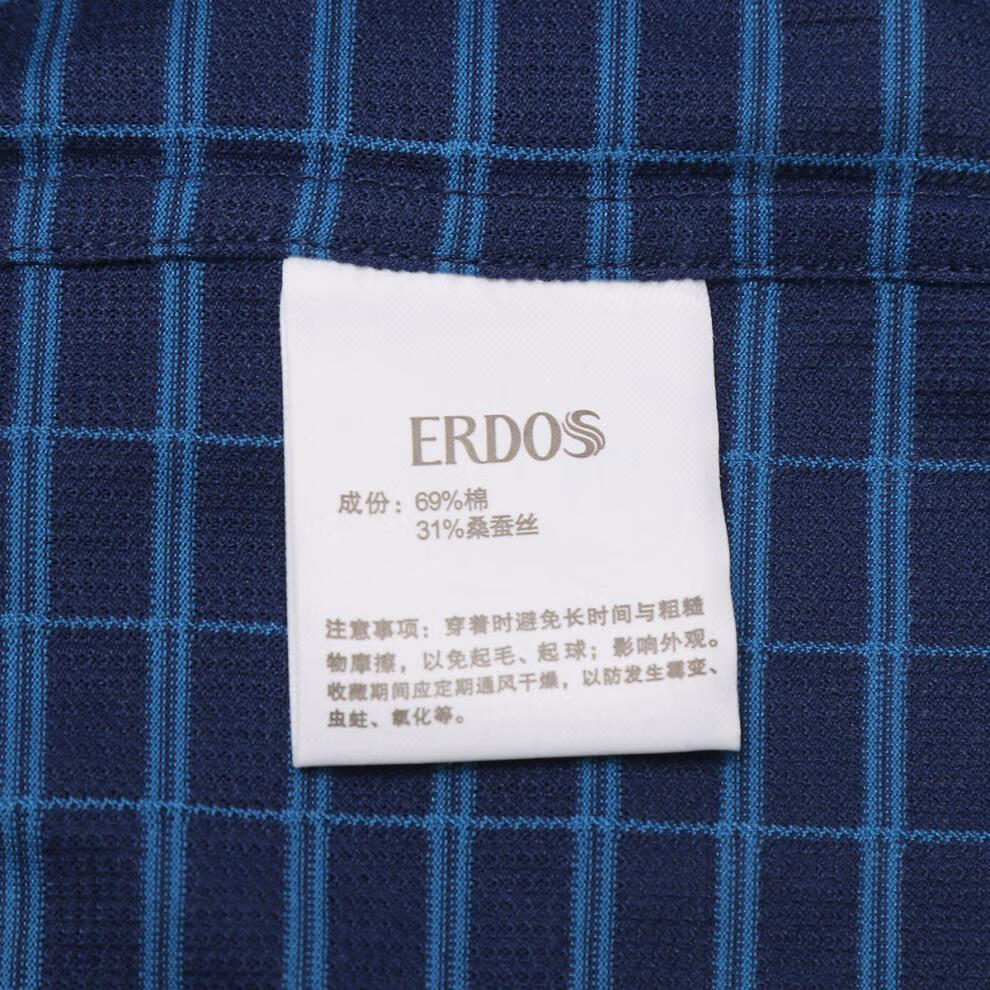 ERDOS
成份：69%棉
31%桑蚕丝
注意事项：穿着时避免长时间与粗糙
物摩擦，以免起毛、起球；影响外观。
收藏期间应定期通风干燥，以防发生霉变、
虫蛀、氧化等。